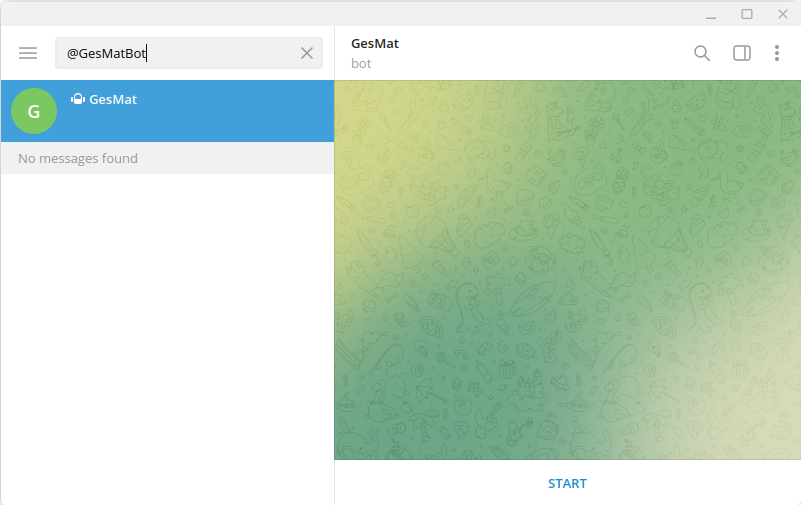 @GesMatBot
G
GesMat
No messages found
GesMat
bot
START